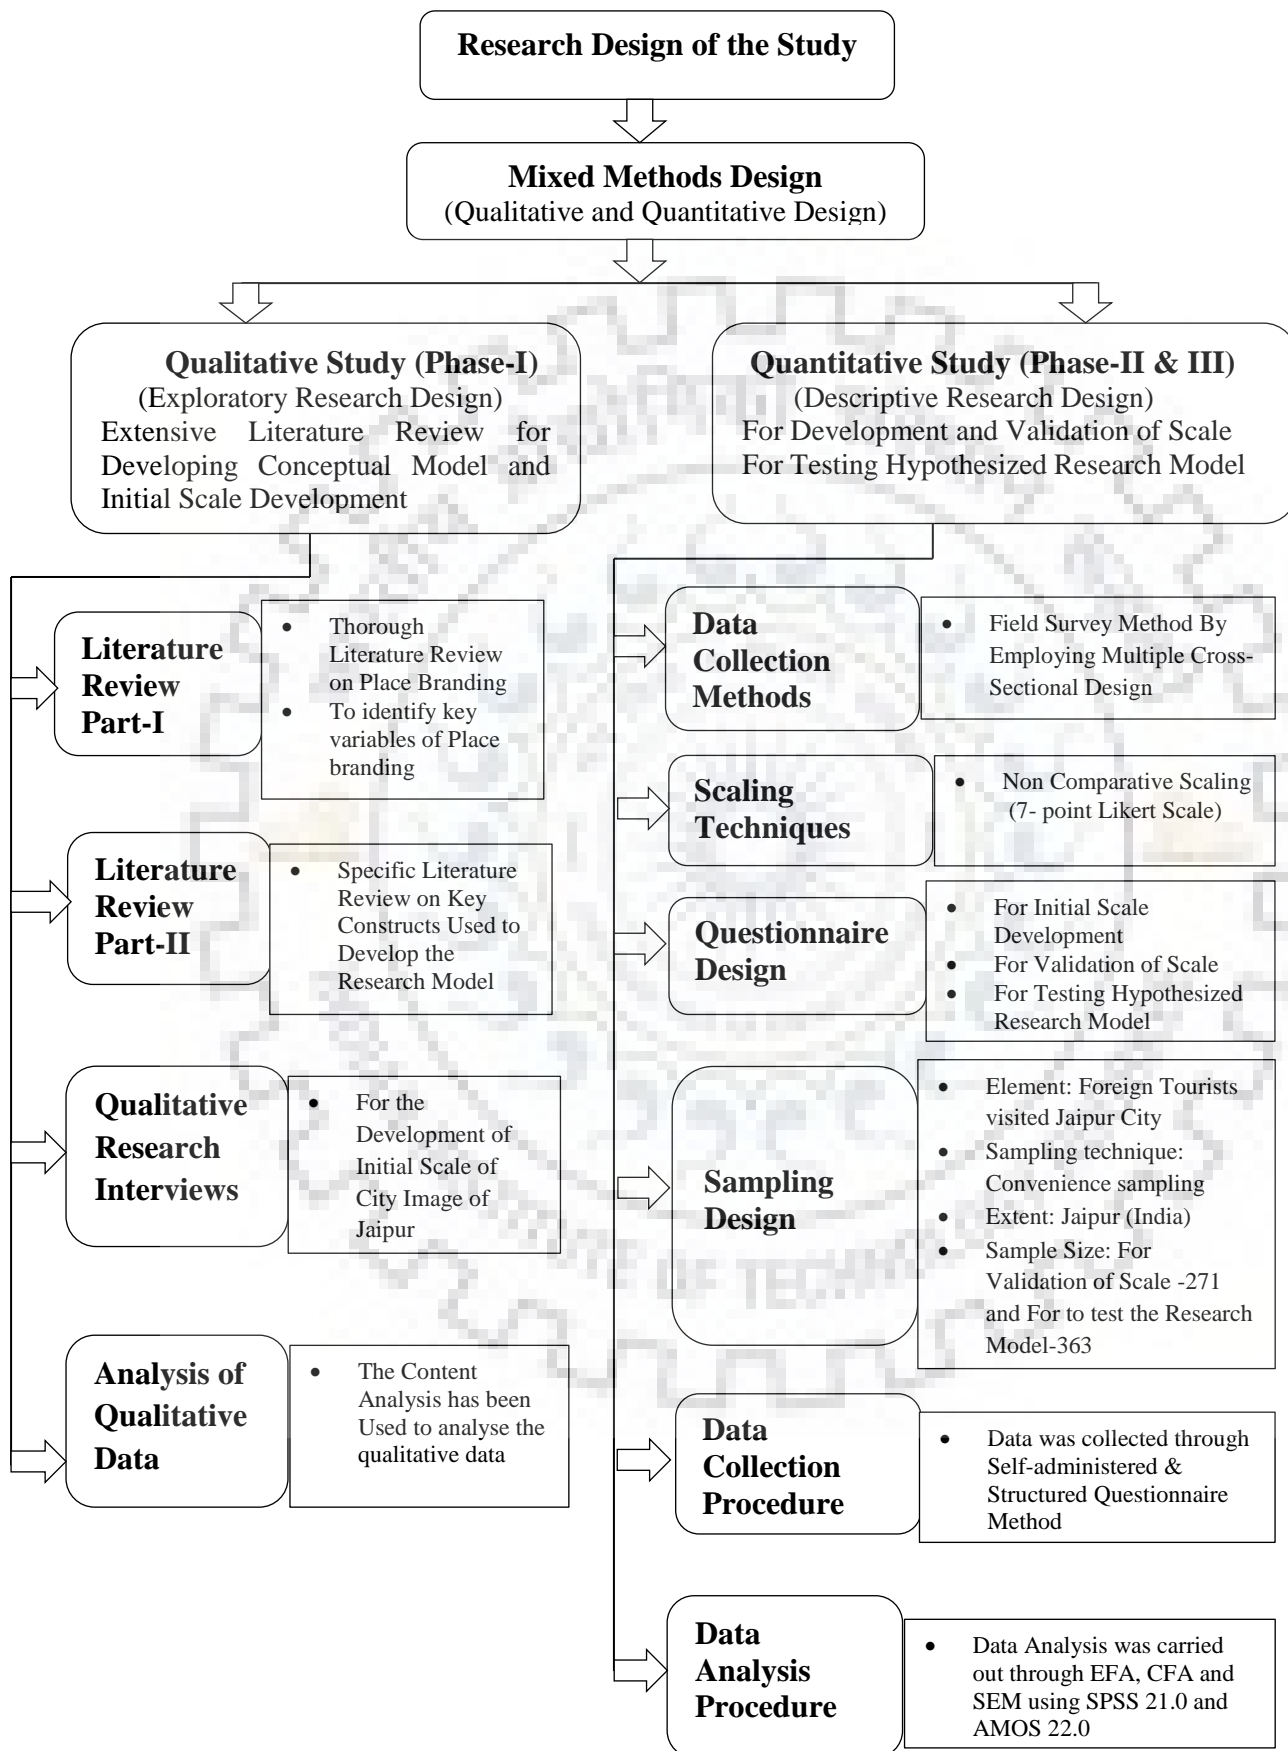 Research Design of the Study
Mixed Methods Design
(Qualitative and Quantitative Design)
Qualitative Study (Phase-I)
(Exploratory Research Design)
Extensive Literature Review for
Developing Conceptual Model and
Initial Scale Development
Literature
Review
Part-I
• Thorough
Literature Review
on Place Branding
• To identify key
variables of Place
branding
Literature
Review
Part-II
• Specific Literature
Review on Key
Constructs Used to
Develop the
Research Model
Qualitative
Research
Interviews
• For the
Development of
Initial Scale of
City Image of
Jaipur
Analysis of
Qualitative
Data
• The Content
Analysis has been
Used to analyse the
qualitative data
Quantitative Study (Phase-II & III)
(Descriptive Research Design)
For Development and Validation of Scale
For Testing Hypothesized Research Model
Data
Collection
Methods
• Field Survey Method By
Employing Multiple Cross-
Sectional Design
Scaling
Techniques
• Non Comparative Scaling
(7- point Likert Scale)
Questionnaire
Design
• For Initial Scale
Development
• For Validation of Scale
• For Testing Hypothesized
Research Model
Sampling
Design
• Element: Foreign Tourists
visited Jaipur City
• Sampling technique:
Convenience sampling
• Extent: Jaipur (India)
• Sample Size: For
Validation of Scale -271
and For to test the Research
Model-363
Data
Collection
Procedure
• Data was collected through
Self-administered &
Structured Questionnaire
Method
Data
Analysis
Procedure
• Data Analysis was carried
out through EFA, CFA and
SEM using SPSS 21.0 and
AMOS 22.0